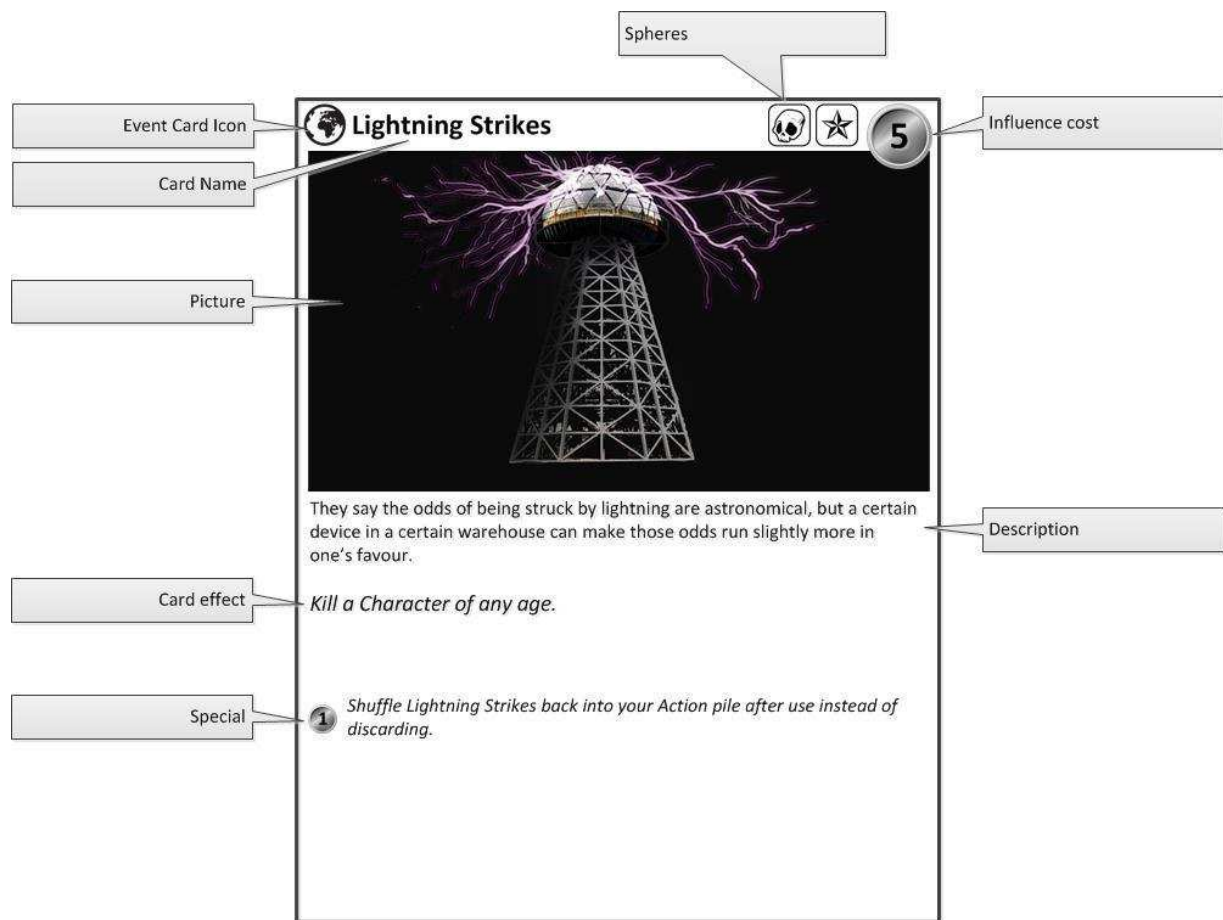 Spheres
Event Card Icon
Lightning Strikes
5
Influence cost
Card Name
Picture
They say the odds of being struck by lightning are astronomical, but a certain
device in a certain warehouse can make those odds run slightly more in
one's favour.
Description
Card effect
Kill a Character of any age.
Special
1
Shuffle Lightning Strikes back into your Action pile after use instead of
discarding.